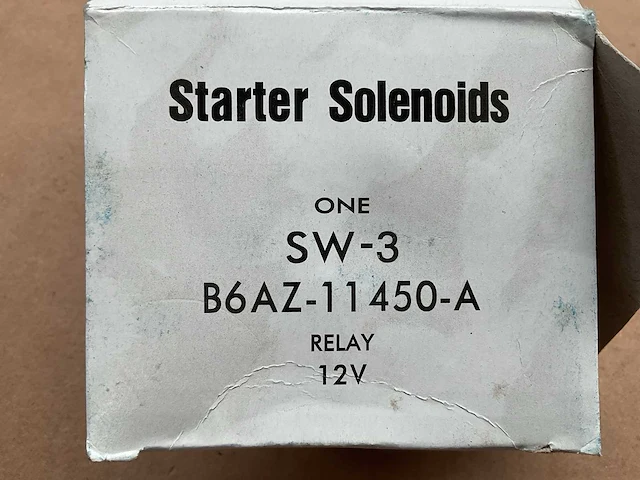 Starter Solenoids
ONE
SW-3
B6AZ-11450-A
RELAY
12V